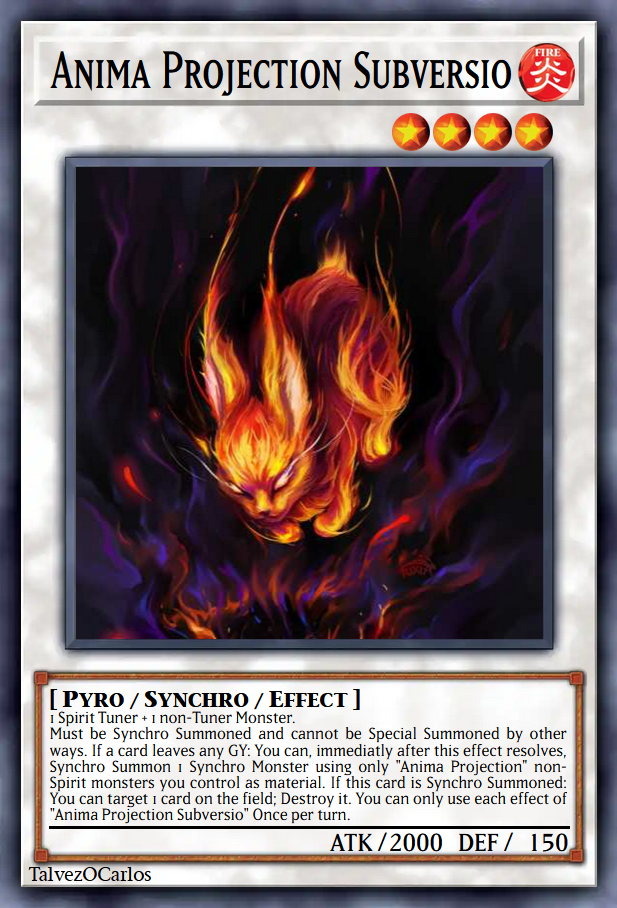 Anima Projection Subversio
FIRE
炎
[ Pyro / Synchro / Effect ]
1 Spirit Tuner + 1 non-Tuner Monster.
Must be Synchro Summoned and cannot be Special Summoned by other
ways. If a card leaves any GY: You can, immediatly after this effect resolves,
Synchro Summon 1 Synchro Monster using only "Anima Projection" non-
Spirit monsters you control as material. If this card is Synchro Summoned:
You can target 1 card on the field; Destroy it. You can only use each effect of
"Anima Projection Subversio" Once per turn.
ATK / 2000 DEF / 150
TalvezOCarlos